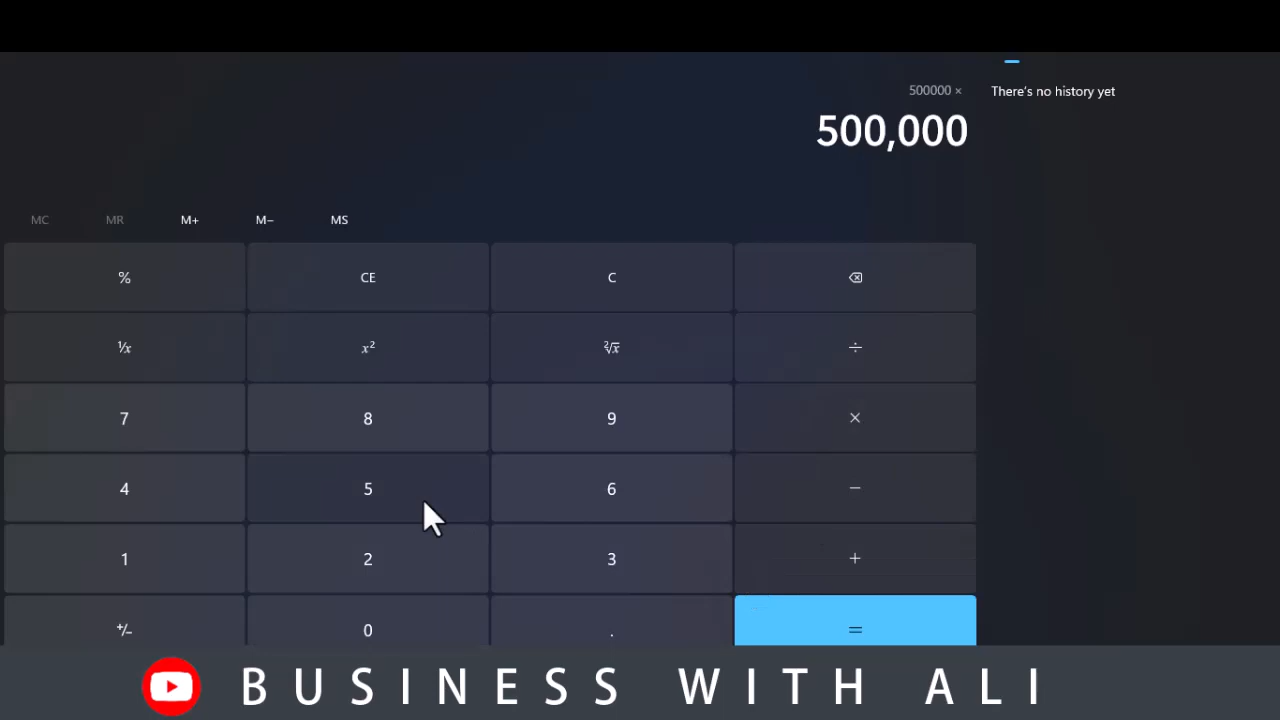 500000 ×
There's no history yet
500,000
MC MR M+ M− MS
% CE C
⅟x x² ²√x ÷
7 8 9 ×
4 5 6 −
1 2 3 +
+/− 0 . =
BUSINESS WITH ALI